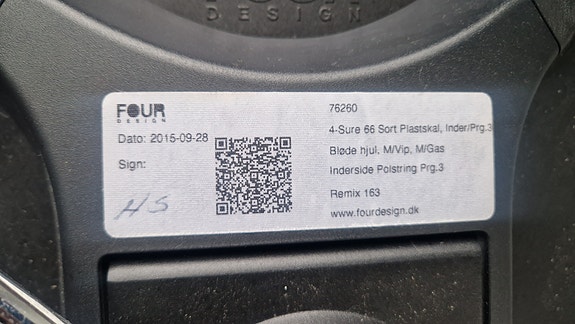 DESIGN
FOUR
DESIGN
Dato: 2015-09-28
Sign:
HS
76260
4-Sure 66 Sort Plastskal, Inder/Prg.3
Bløde hjul, M/Vip, M/Gas
Inderside Polstring Prg.3
Remix 163
www.fourdesign.dk